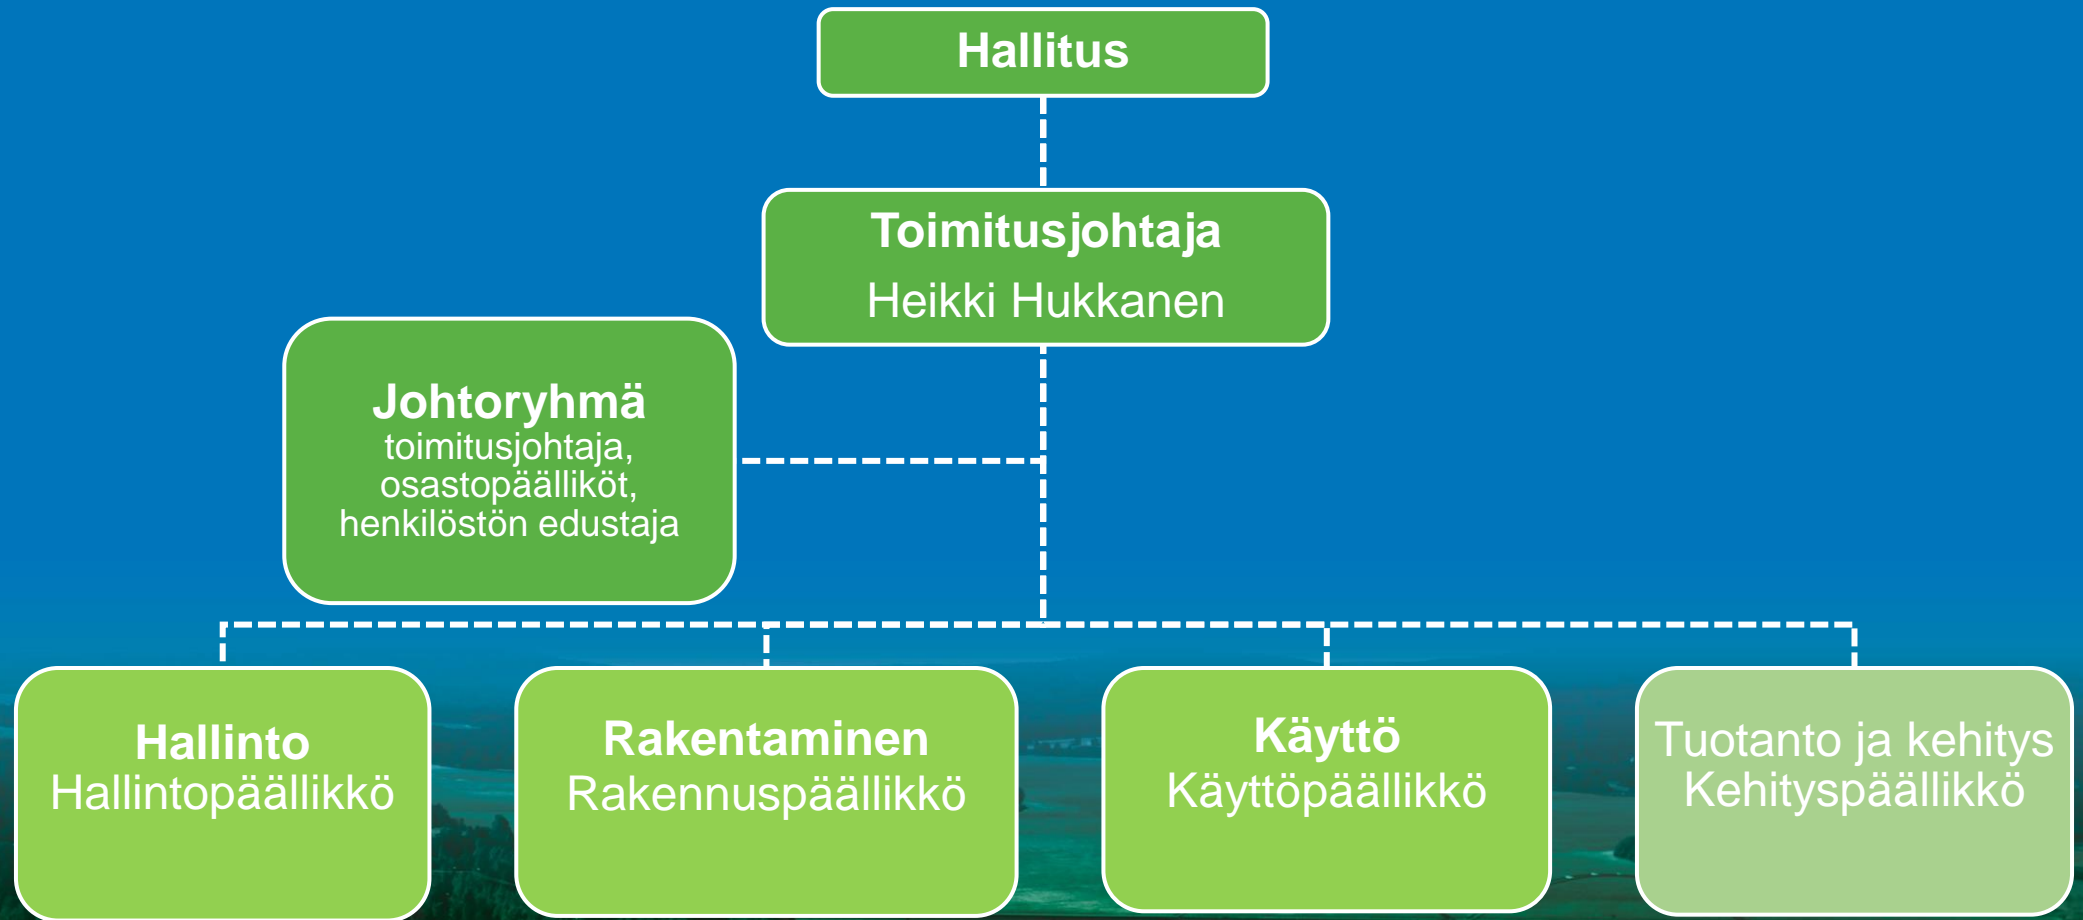 Hallitus
Toimitusjohtaja
Heikki Hukkanen
Johtoryhmä
toimitusjohtaja,
osastopäälliköt,
henkilöstön edustaja
Hallinto
Hallintopäällikkö
Rakentaminen
Rakennuspäällikkö
Käyttö
Käyttöpäällikkö
Tuotanto ja kehitys
Kehityspäällikkö